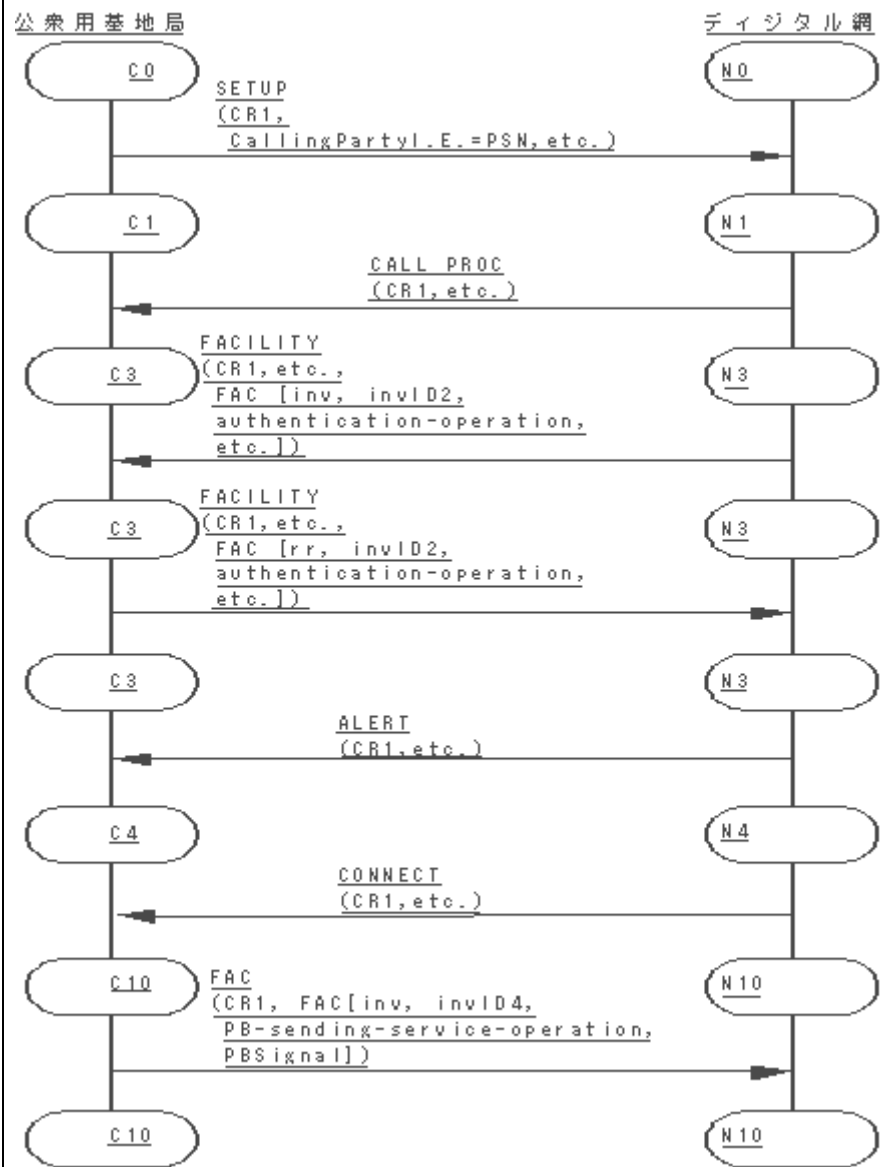 公衆用基地局 ディジタル網
C0 N0
SETUP
(CR1,
CallingPartyI.E.=PSN,etc.)
C1 N1
CALL PROC
(CR1,etc.)
FACILITY
C3 (CR1,etc., N3
FAC [inv, invID2,
authentication-operation,
etc.])
FACILITY
C3 (CR1,etc., N3
FAC [rr, invID2,
authentication-operation,
etc.])
C3 N3
ALERT
(CR1,etc.)
C4 N4
CONNECT
(CR1,etc.)
C10 FAC N10
(CR1, FAC[inv, invID4,
PB-sending-service-operation,
PBSignal])
C10 N10